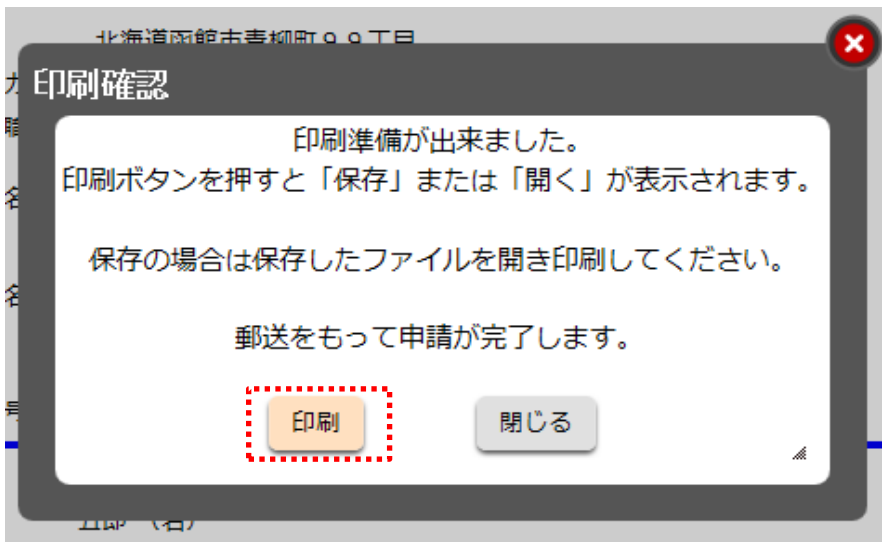 北海道函館市青柳町９９丁目
印刷確認
印刷準備が出来ました。
印刷ボタンを押すと「保存」または「開く」が表示されます。
保存の場合は保存したファイルを開き印刷してください。
郵送をもって申請が完了します。
印刷
閉じる
五郎 （名）